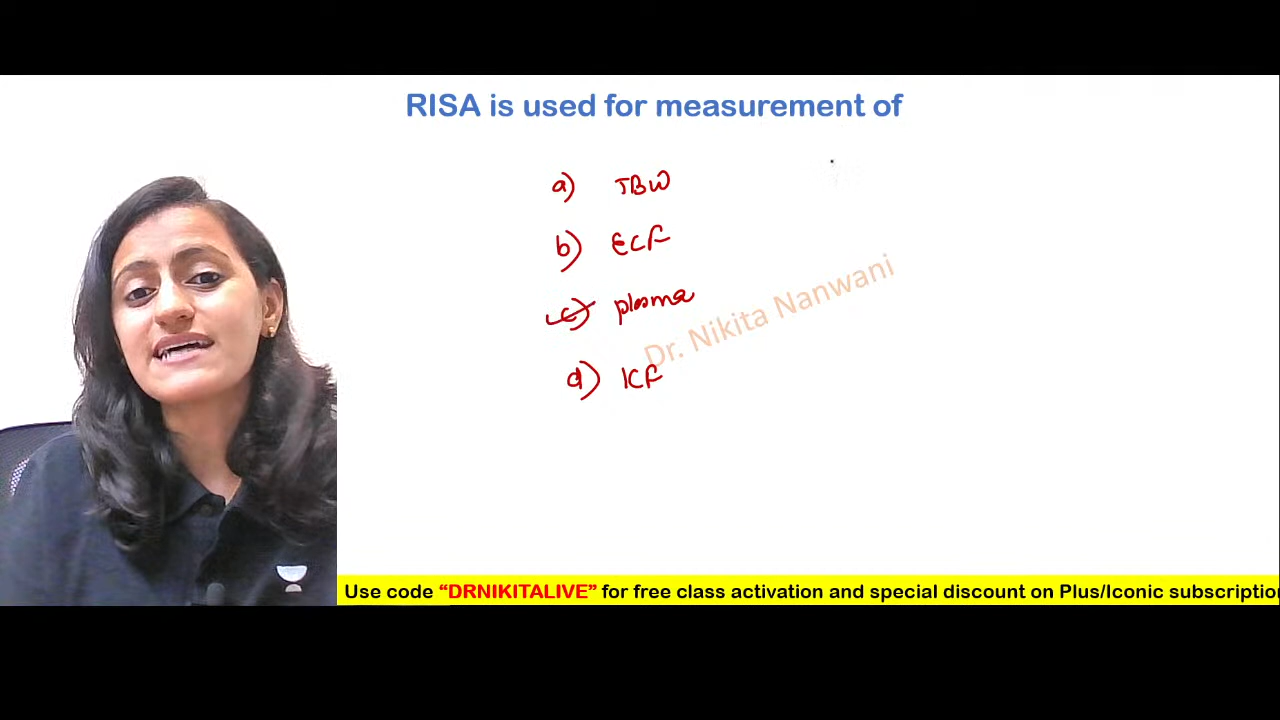 RISA is used for measurement of
a) TBW
b) ECF
c) plasma
Dr. Nikita Nanwani
d) ICF
Use code “DRNIKITALIVE” for free class activation and special discount on Plus/Iconic subscription